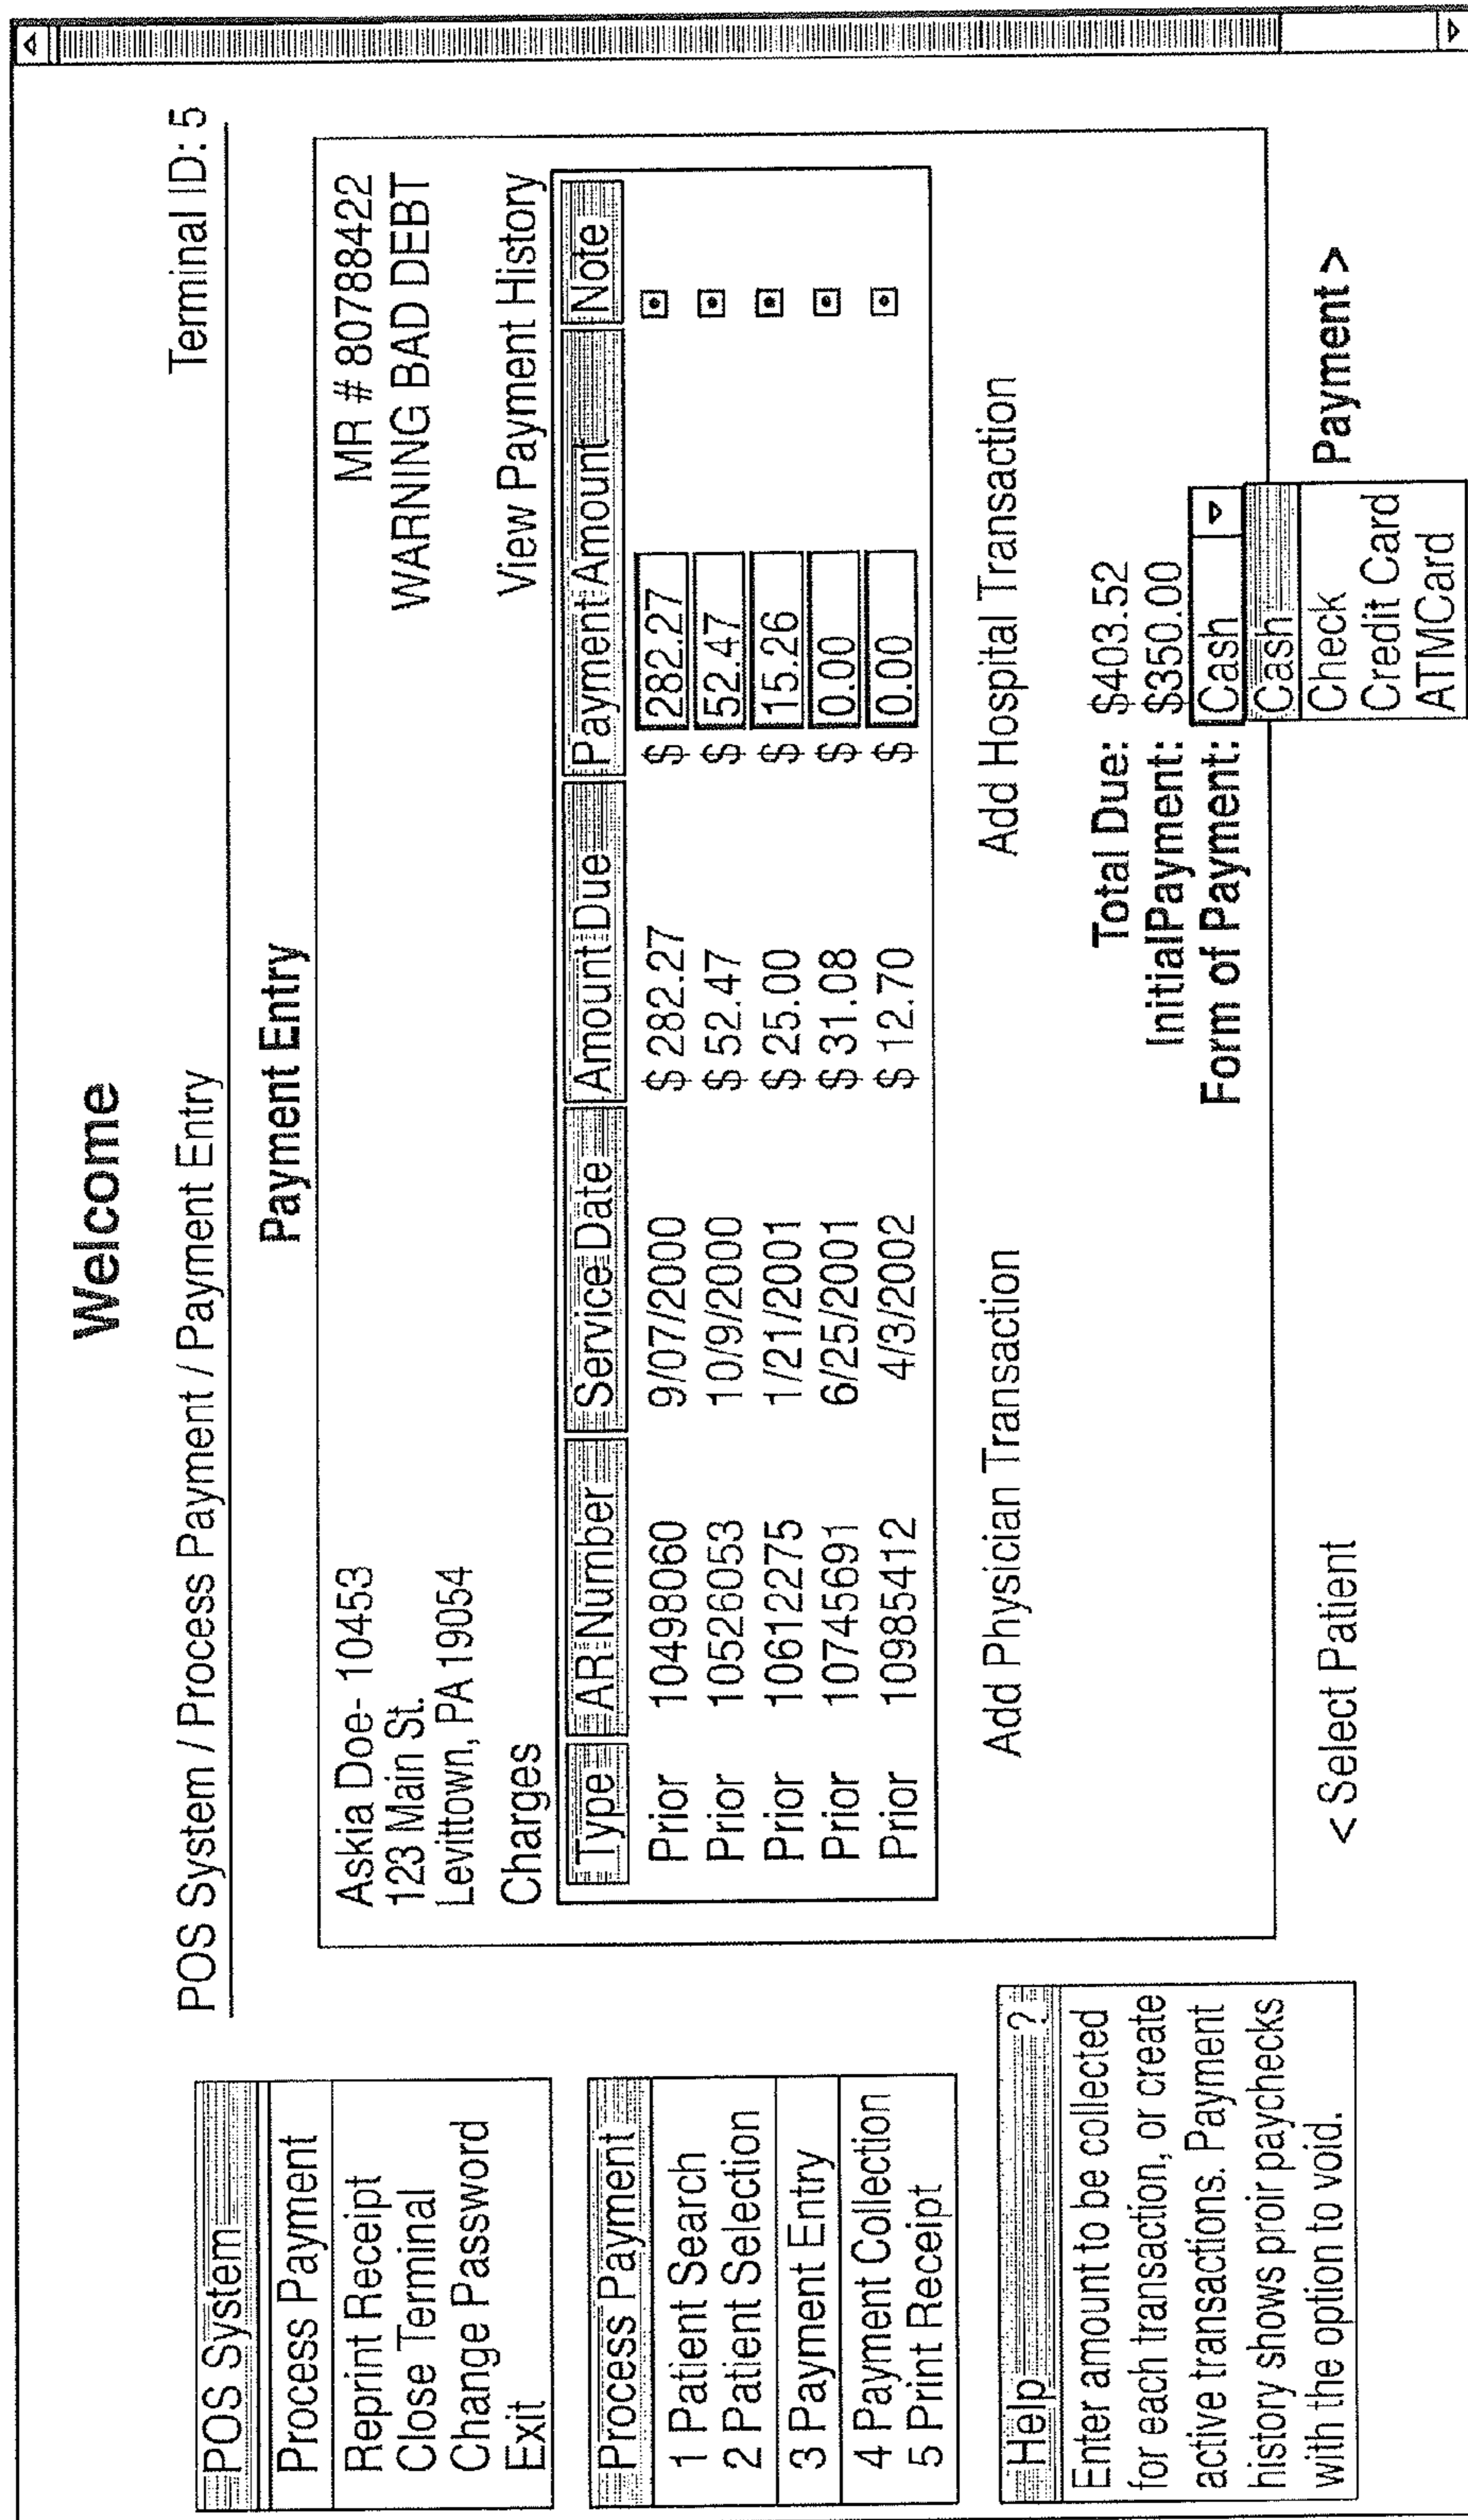 Welcome
POS System / Process Payment / Payment Entry Terminal ID: 5
POS System
Process Payment
Reprint Receipt
Close Terminal
Change Password
Exit
Process Payment
1 Patient Search
2 Patient Selection
3 Payment Entry
4 Payment Collection
5 Print Receipt
Help ?
Enter amount to be collected
for each transaction, or create
active transactions. Payment
history shows proir paychecks
with the option to void.
Payment Entry
Askia Doe- 10453 MR # 80788422
123 Main St. WARNING BAD DEBT
Levittown, PA 19054
Charges View Payment History
Type AR Number Service Date Amount Due Payment Amount Note
Prior 10498060 9/07/2000 $ 282.27 $ 282.27
Prior 10526053 10/9/2000 $ 52.47 $ 52.47
Prior 10612275 1/21/2001 $ 25.00 $ 15.26
Prior 10745691 6/25/2001 $ 31.08 $ 0.00
Prior 10985412 4/3/2002 $ 12.70 $ 0.00
Add Physician Transaction Add Hospital Transaction
Total Due: $403.52
InitialPayment: $350.00
Form of Payment: Cash
Cash
Check
Credit Card
ATMCard
< Select Patient Payment >